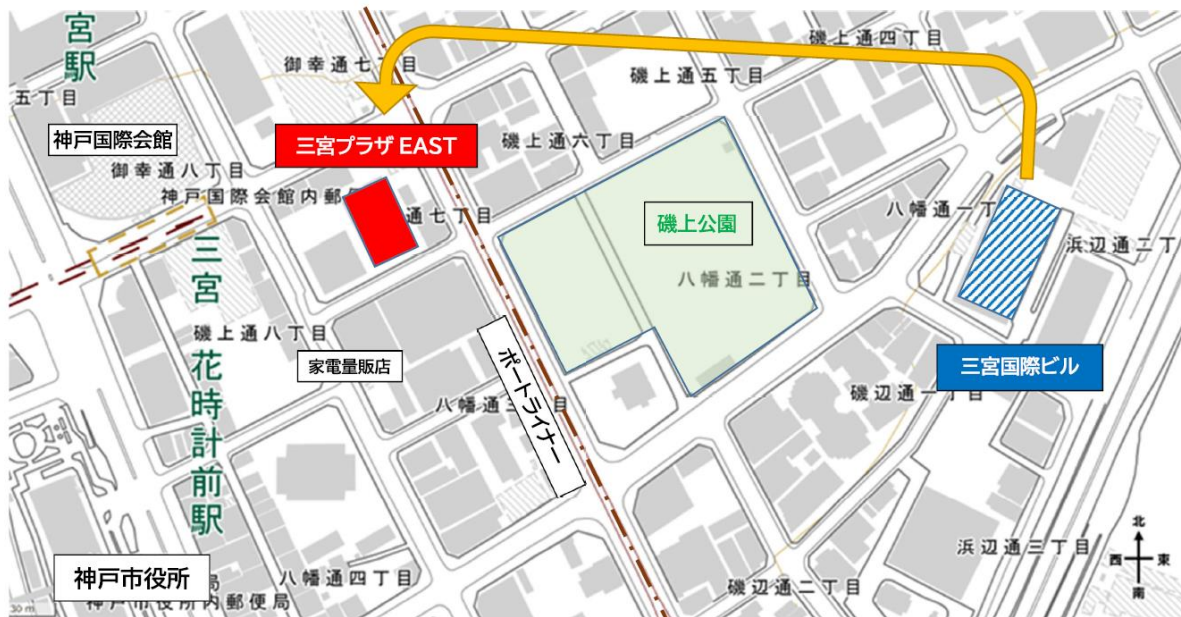 宮駅
五丁目
御幸通七丁目
磯上通四丁目
磯上通五丁目
神戸国際会館
三宮プラザ EAST
磯上通六丁目
御幸通八丁目
神戸国際会館内郵便
通七丁目
磯上公園
八幡通一丁
浜辺通二丁
八幡通二丁目
三宮・花時計前駅
磯上通八丁目
家電量販店
ポートライナー
三宮国際ビル
八幡通三丁目
磯辺通一丁目
神戸市役所
八幡通四丁目
局
神戸市役所内郵便局
磯辺通二丁目
浜辺通三丁目
北
西
東
南
30 m